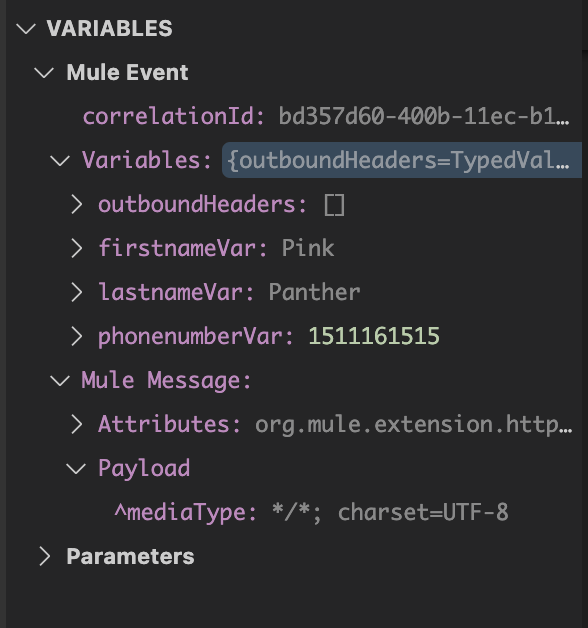 VARIABLES
Mule Event
correlationId: bd357d60-400b-11ec-b1…
Variables: {outboundHeaders=TypedVal…
outboundHeaders: []
firstnameVar: Pink
lastnameVar: Panther
phonenumberVar: 1511161515
Mule Message:
Attributes: org.mule.extension.http…
Payload
^mediaType: */*; charset=UTF-8
Parameters